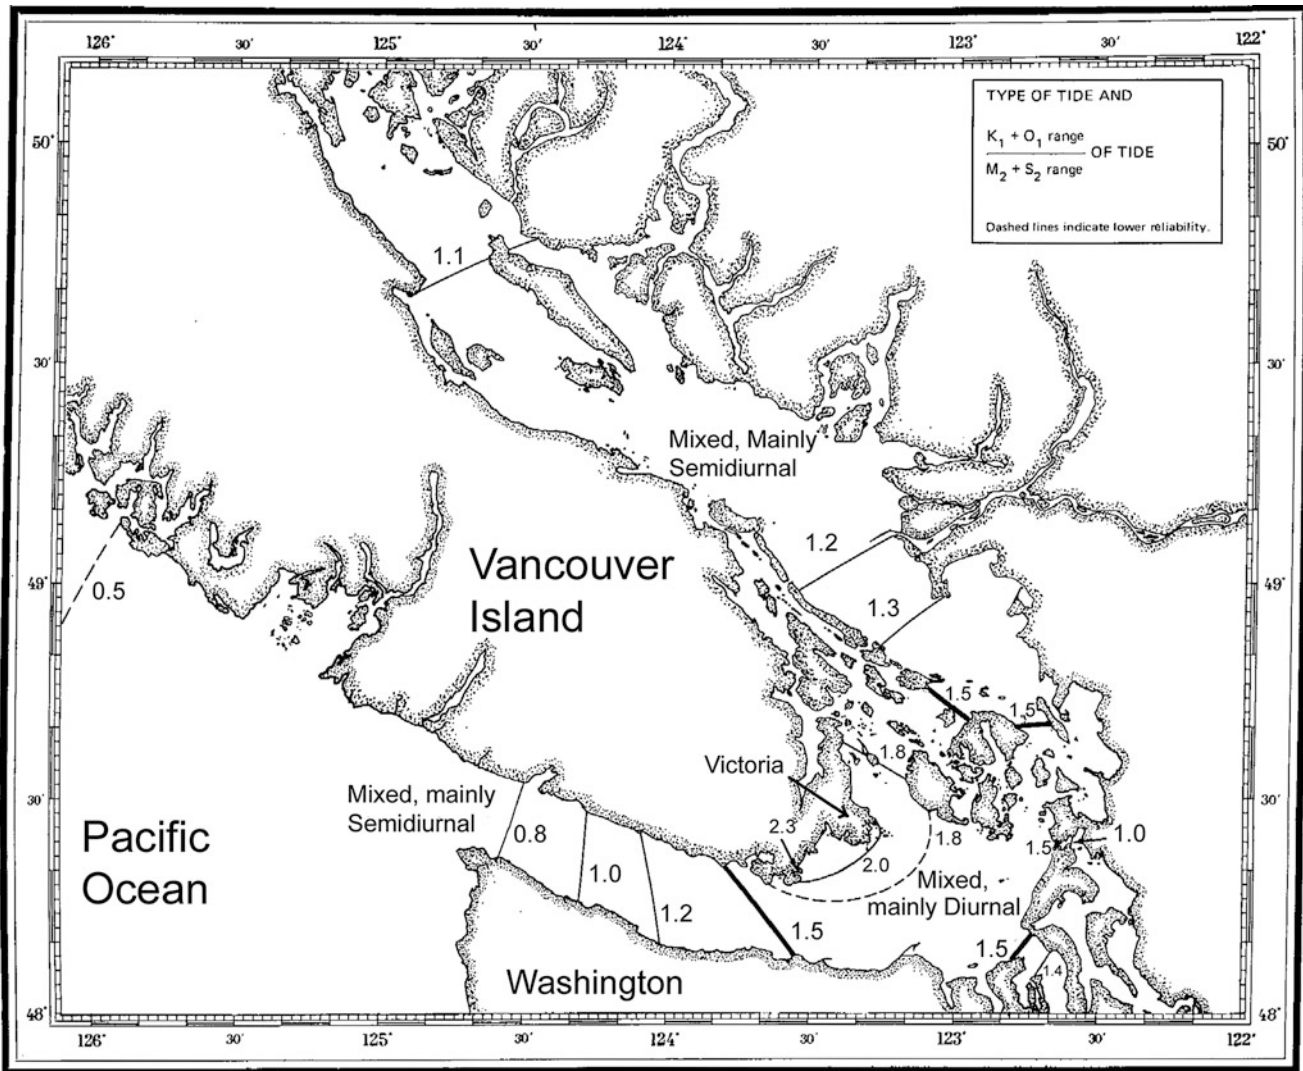 126°
30'
125°
30'
124°
30'
123°
30'
122°
TYPE OF TIDE AND
K1 + O1 range
OF TIDE
M2 + S2 range
Dashed lines indicate lower reliability.
50°
50°
1.1
30'
30'
Mixed, Mainly
Semidiurnal
1.2
Vancouver
Island
49°
0.5
49°
1.3
1.5
1.5
1.8
Victoria
Mixed, mainly
Semidiurnal
30'
30'
Pacific
Ocean
0.8
2.3
1.8
1.5
1.0
1.0
2.0
Mixed,
mainly Diurnal
1.2
1.5
1.5
1.4
Washington
48°
48°
126°
30'
125°
30'
124°
30'
123°
30'
122°